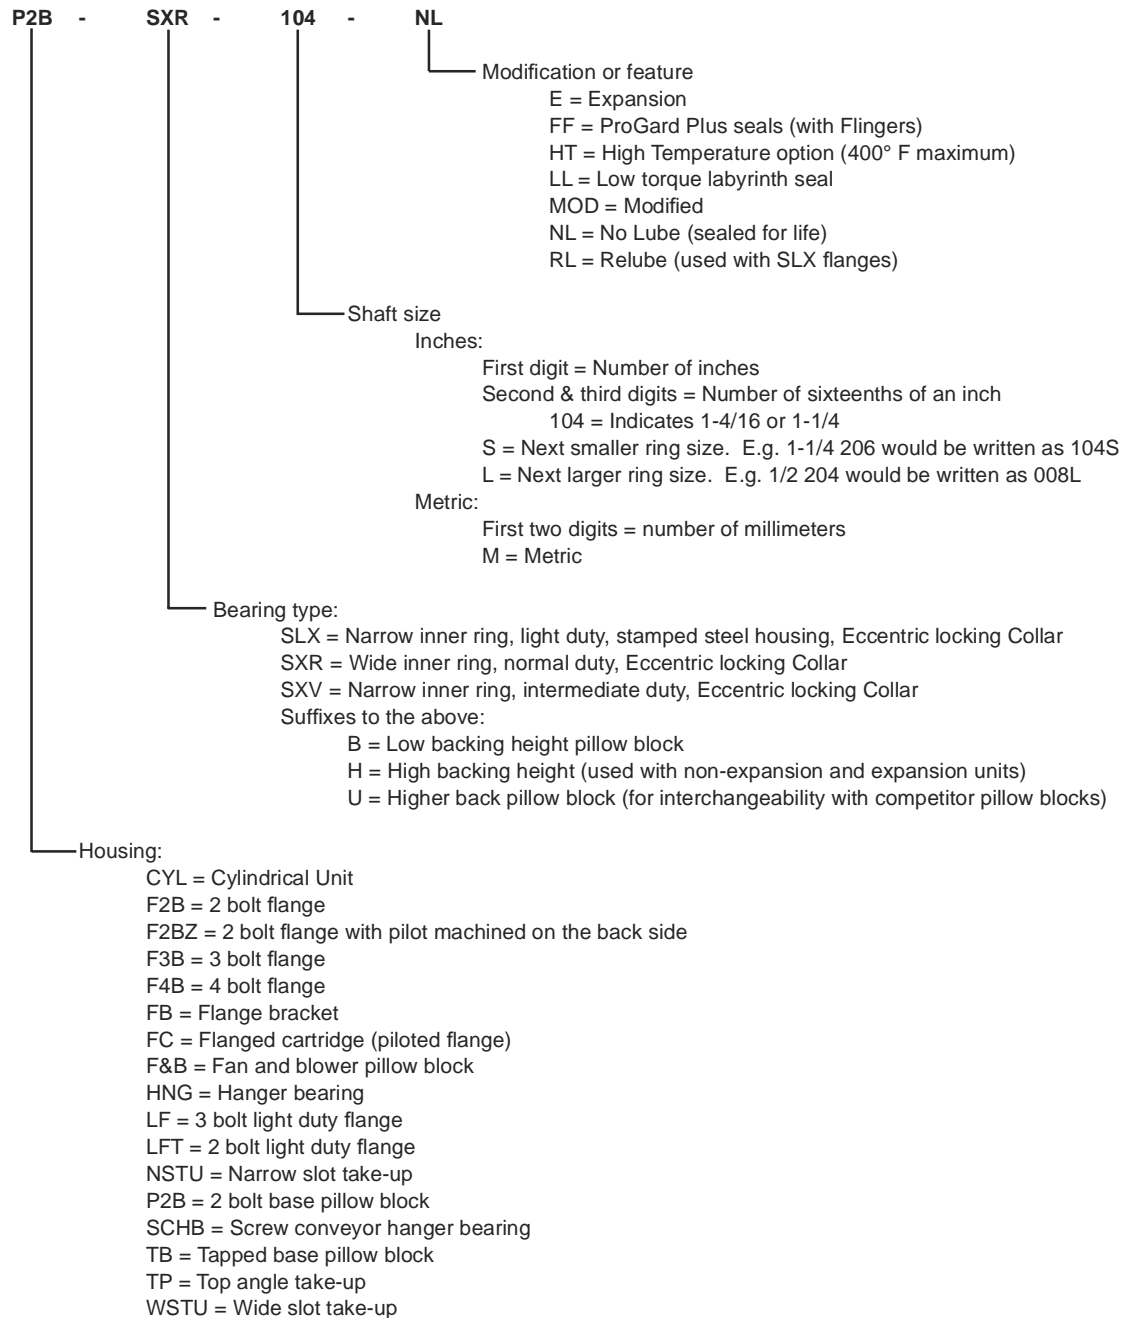 P2B - SXR - 104 - NL
Modification or feature
E = Expansion
FF = ProGard Plus seals (with Flingers)
HT = High Temperature option (400° F maximum)
LL = Low torque labyrinth seal
MOD = Modified
NL = No Lube (sealed for life)
RL = Relube (used with SLX flanges)
Shaft size
Inches:
First digit = Number of inches
Second & third digits = Number of sixteenths of an inch
104 = Indicates 1-4/16 or 1-1/4
S = Next smaller ring size. E.g. 1-1/4 206 would be written as 104S
L = Next larger ring size. E.g. 1/2 204 would be written as 008L
Metric:
First two digits = number of millimeters
M = Metric
Bearing type:
SLX = Narrow inner ring, light duty, stamped steel housing, Eccentric locking Collar
SXR = Wide inner ring, normal duty, Eccentric locking Collar
SXV = Narrow inner ring, intermediate duty, Eccentric locking Collar
Suffixes to the above:
B = Low backing height pillow block
H = High backing height (used with non-expansion and expansion units)
U = Higher back pillow block (for interchangeability with competitor pillow blocks)
Housing:
CYL = Cylindrical Unit
F2B = 2 bolt flange
F2BZ = 2 bolt flange with pilot machined on the back side
F3B = 3 bolt flange
F4B = 4 bolt flange
FB = Flange bracket
FC = Flanged cartridge (piloted flange)
F&B = Fan and blower pillow block
HNG = Hanger bearing
LF = 3 bolt light duty flange
LFT = 2 bolt light duty flange
NSTU = Narrow slot take-up
P2B = 2 bolt base pillow block
SCHB = Screw conveyor hanger bearing
TB = Tapped base pillow block
TP = Top angle take-up
WSTU = Wide slot take-up